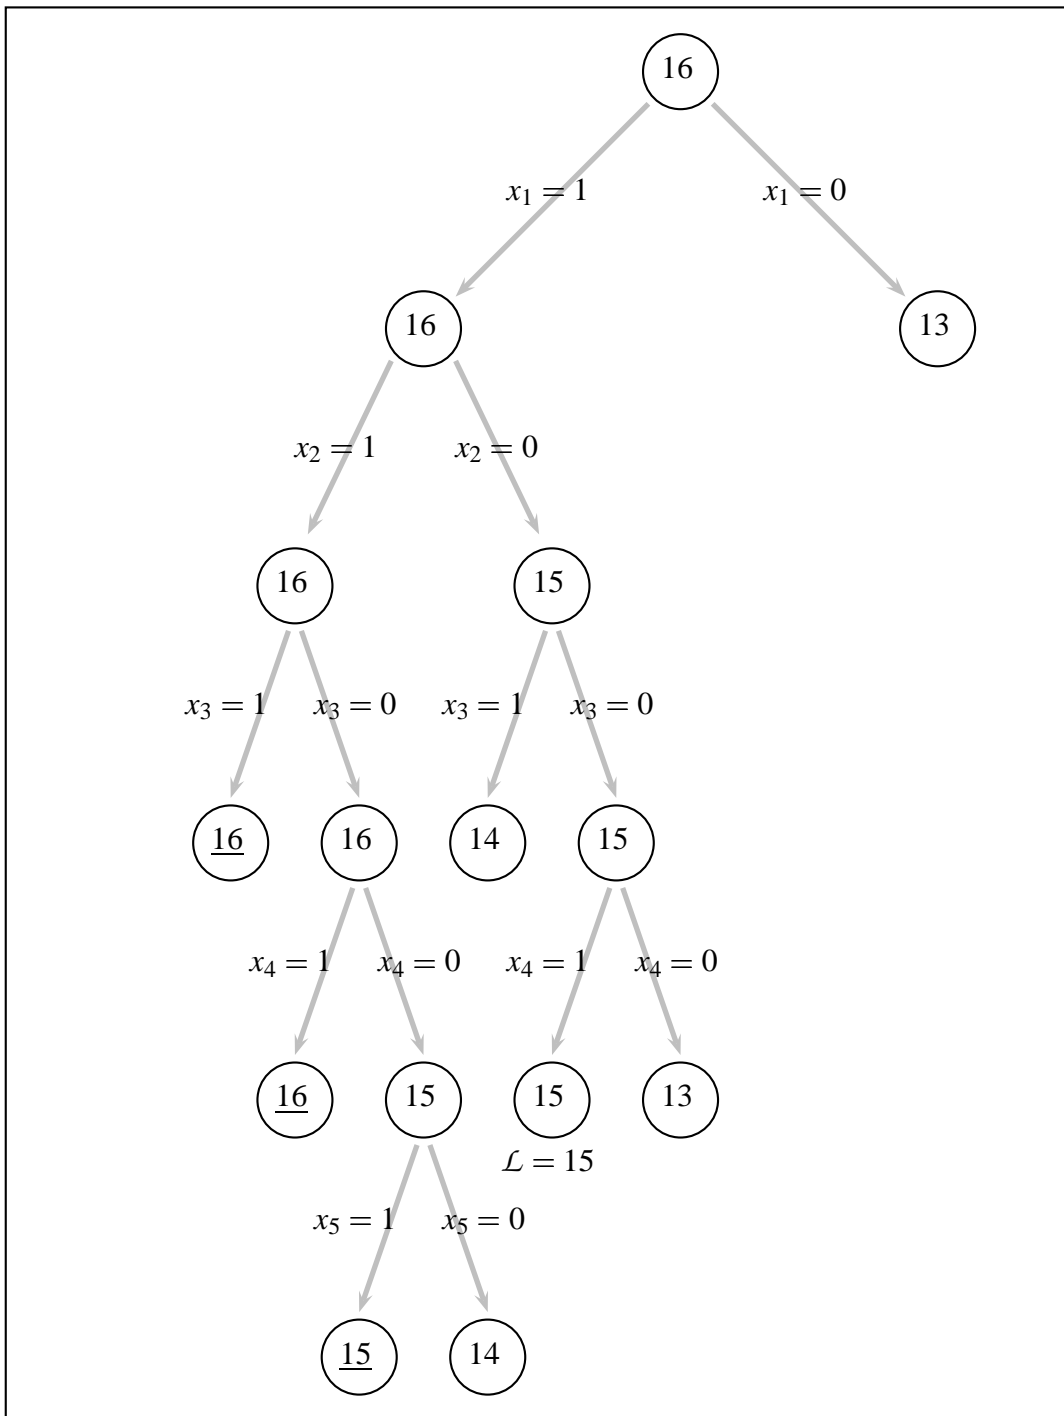 16
x₁ = 1
x₁ = 0
16
13
x₂ = 1
x₂ = 0
16
15
x₃ = 1
x₃ = 0
x₃ = 1
x₃ = 0
16
16
14
15
x₄ = 1
x₄ = 0
x₄ = 1
x₄ = 0
16
15
15
13
ℒ = 15
x₅ = 1
x₅ = 0
15
14